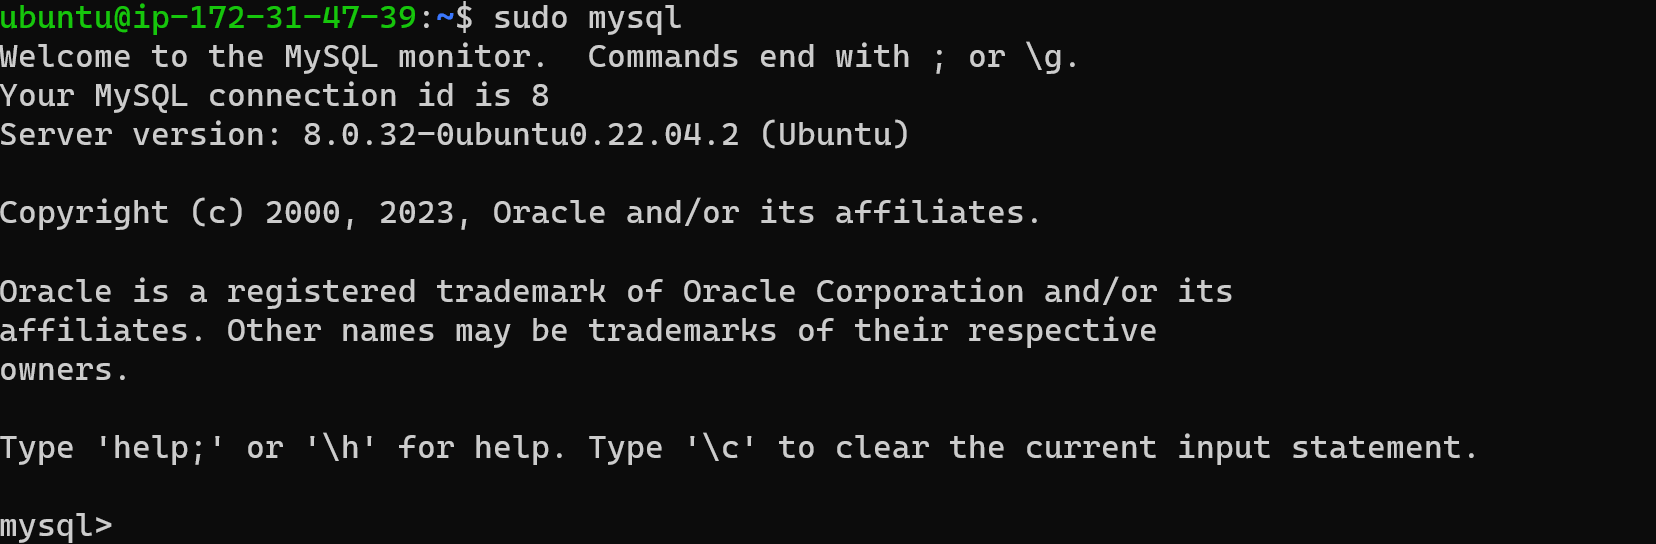 ubuntu@ip-172-31-47-39:~$ sudo mysql
Welcome to the MySQL monitor.  Commands end with ; or \g.
Your MySQL connection id is 8
Server version: 8.0.32-0ubuntu0.22.04.2 (Ubuntu)
Copyright (c) 2000, 2023, Oracle and/or its affiliates.
Oracle is a registered trademark of Oracle Corporation and/or its
affiliates. Other names may be trademarks of their respective
owners.
Type 'help;' or '\h' for help. Type '\c' to clear the current input statement.
mysql>